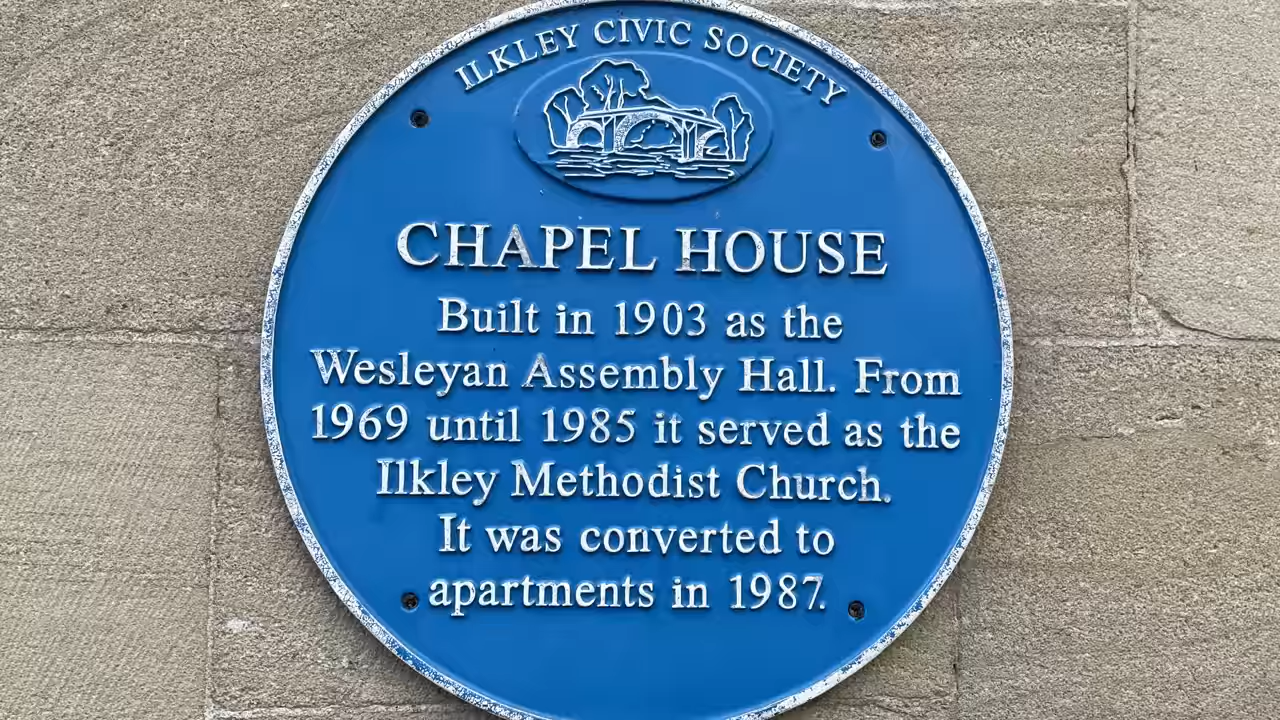 ILKLEY CIVIC SOCIETY
CHAPEL HOUSE
Built in 1903 as the
Wesleyan Assembly Hall. From
1969 until 1985 it served as the
Ilkley Methodist Church.
It was converted to
apartments in 1987.